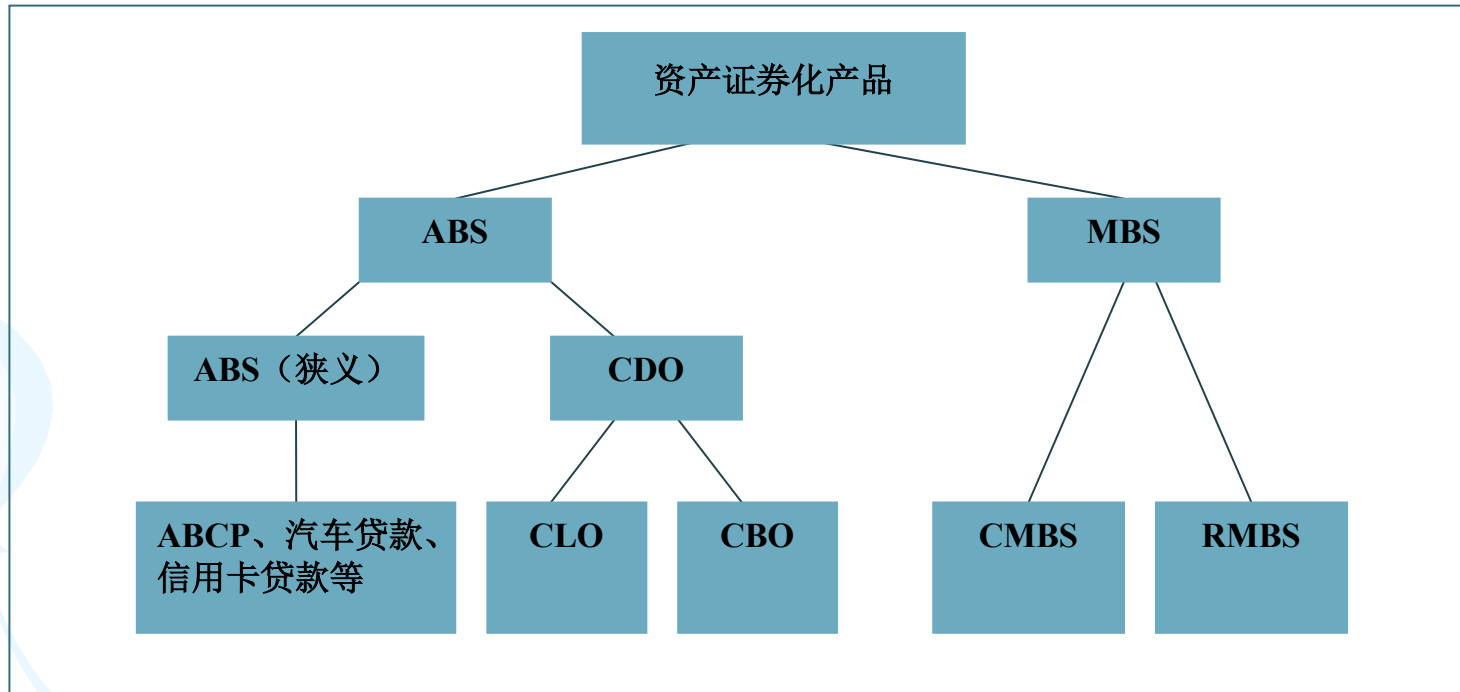 资产证券化产品
ABS
MBS
ABS（狭义）
CDO
ABCP、汽车贷款、
信用卡贷款等
CLO
CBO
CMBS
RMBS